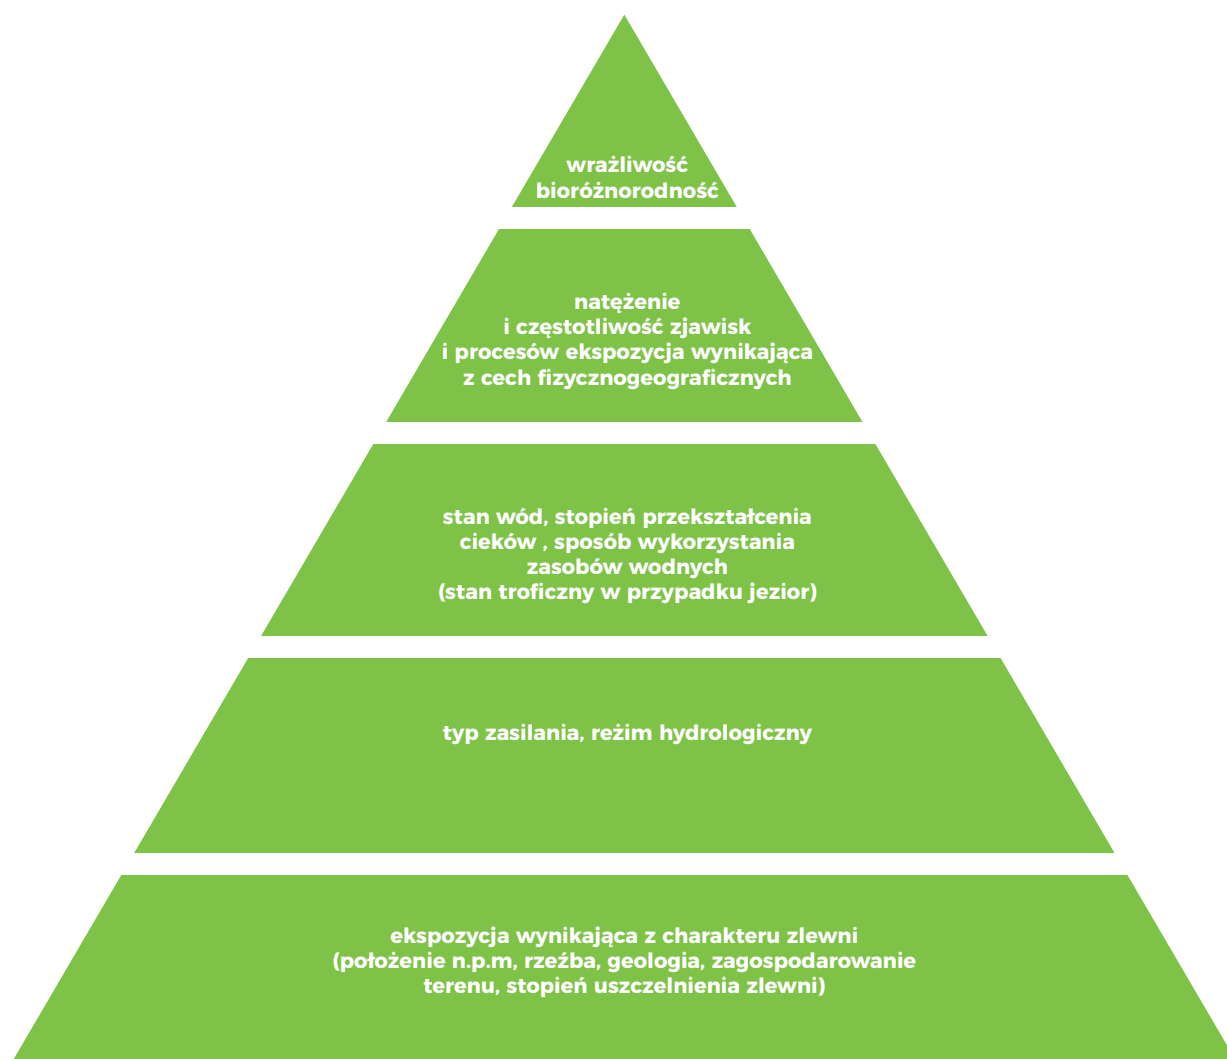 wrażliwość
bioróżnorodność
natężenie
i częstotliwość zjawisk
i procesów ekspozycja wynikająca
z cech fizycznogeograficznych
stan wód, stopień przekształcenia
cieków , sposób wykorzystania
zasobów wodnych
(stan troficzny w przypadku jezior)
typ zasilania, reżim hydrologiczny
ekspozycja wynikająca z charakteru zlewni
(położenie n.p.m, rzeźba, geologia, zagospodarowanie
terenu, stopień uszczelnienia zlewni)